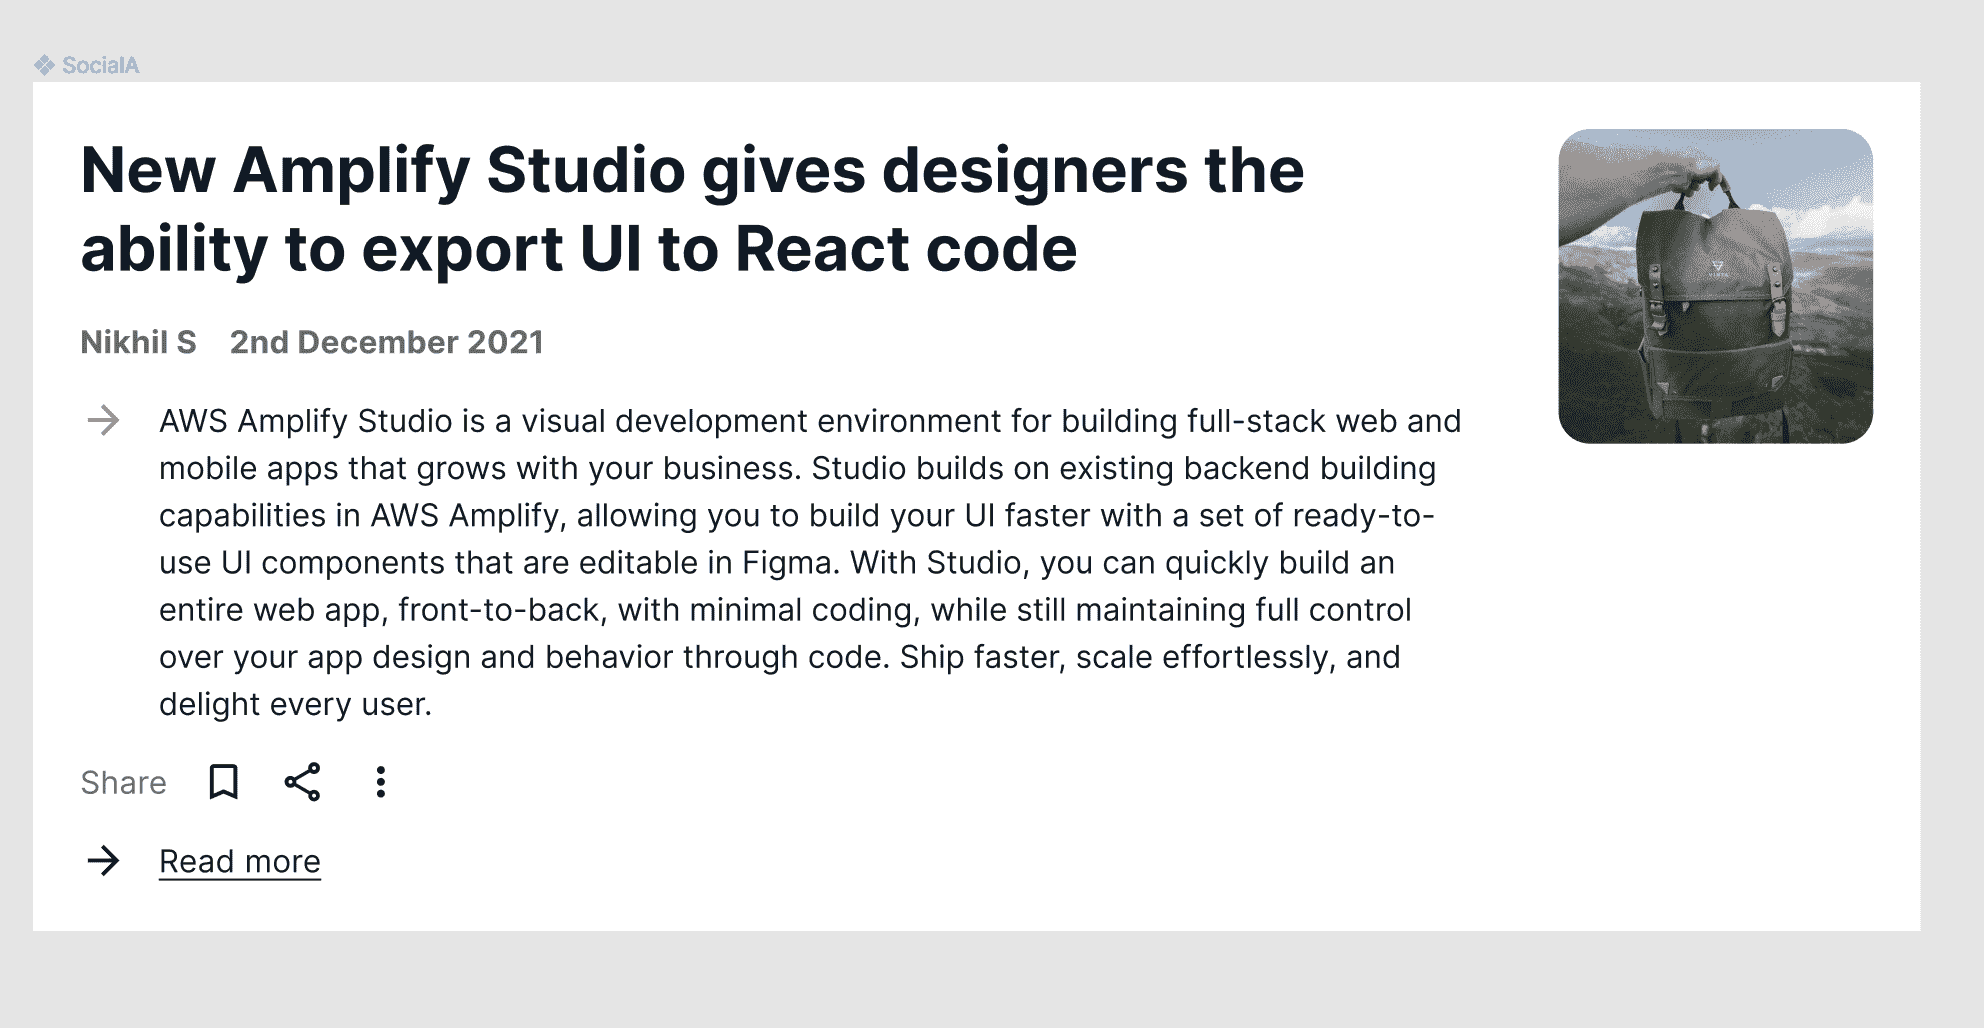 SocialA
New Amplify Studio gives designers the
ability to export UI to React code
Nikhil S 2nd December 2021
AWS Amplify Studio is a visual development environment for building full-stack web and
mobile apps that grows with your business. Studio builds on existing backend building
capabilities in AWS Amplify, allowing you to build your UI faster with a set of ready-to-
use UI components that are editable in Figma. With Studio, you can quickly build an
entire web app, front-to-back, with minimal coding, while still maintaining full control
over your app design and behavior through code. Ship faster, scale effortlessly, and
delight every user.
Share
Read more